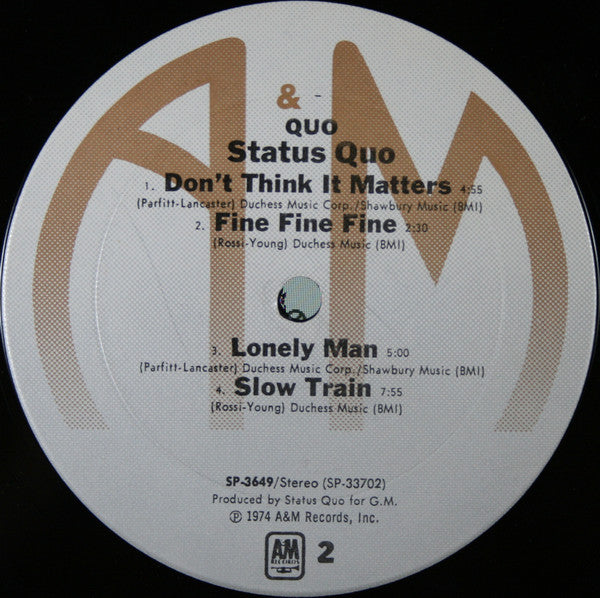 A&M
QUO
Status Quo
1. Don't Think It Matters 4:55
(Parfitt-Lancaster) Duchess Music Corp./Shawbury Music (BMI)
2. Fine Fine Fine 2:30
(Rossi-Young) Duchess Music (BMI)
3. Lonely Man 5:00
(Parfitt-Lancaster) Duchess Music Corp./Shawbury Music (BMI)
4. Slow Train 7:55
(Rossi-Young) Duchess Music (BMI)
SP-3649/Stereo (SP-33702)
Produced by Status Quo for G.M.
℗ 1974 A&M Records, Inc.
A&M
RECORDS
2